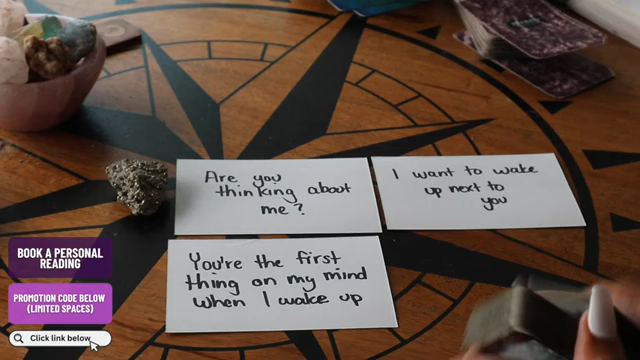 Are you
thinking about
me?
I want to wake
up next to
you
You're the first
thing on my mind
when I wake up
BOOK A PERSONAL
READING
PROMOTION CODE BELOW
(LIMITED SPACES)
Click link below